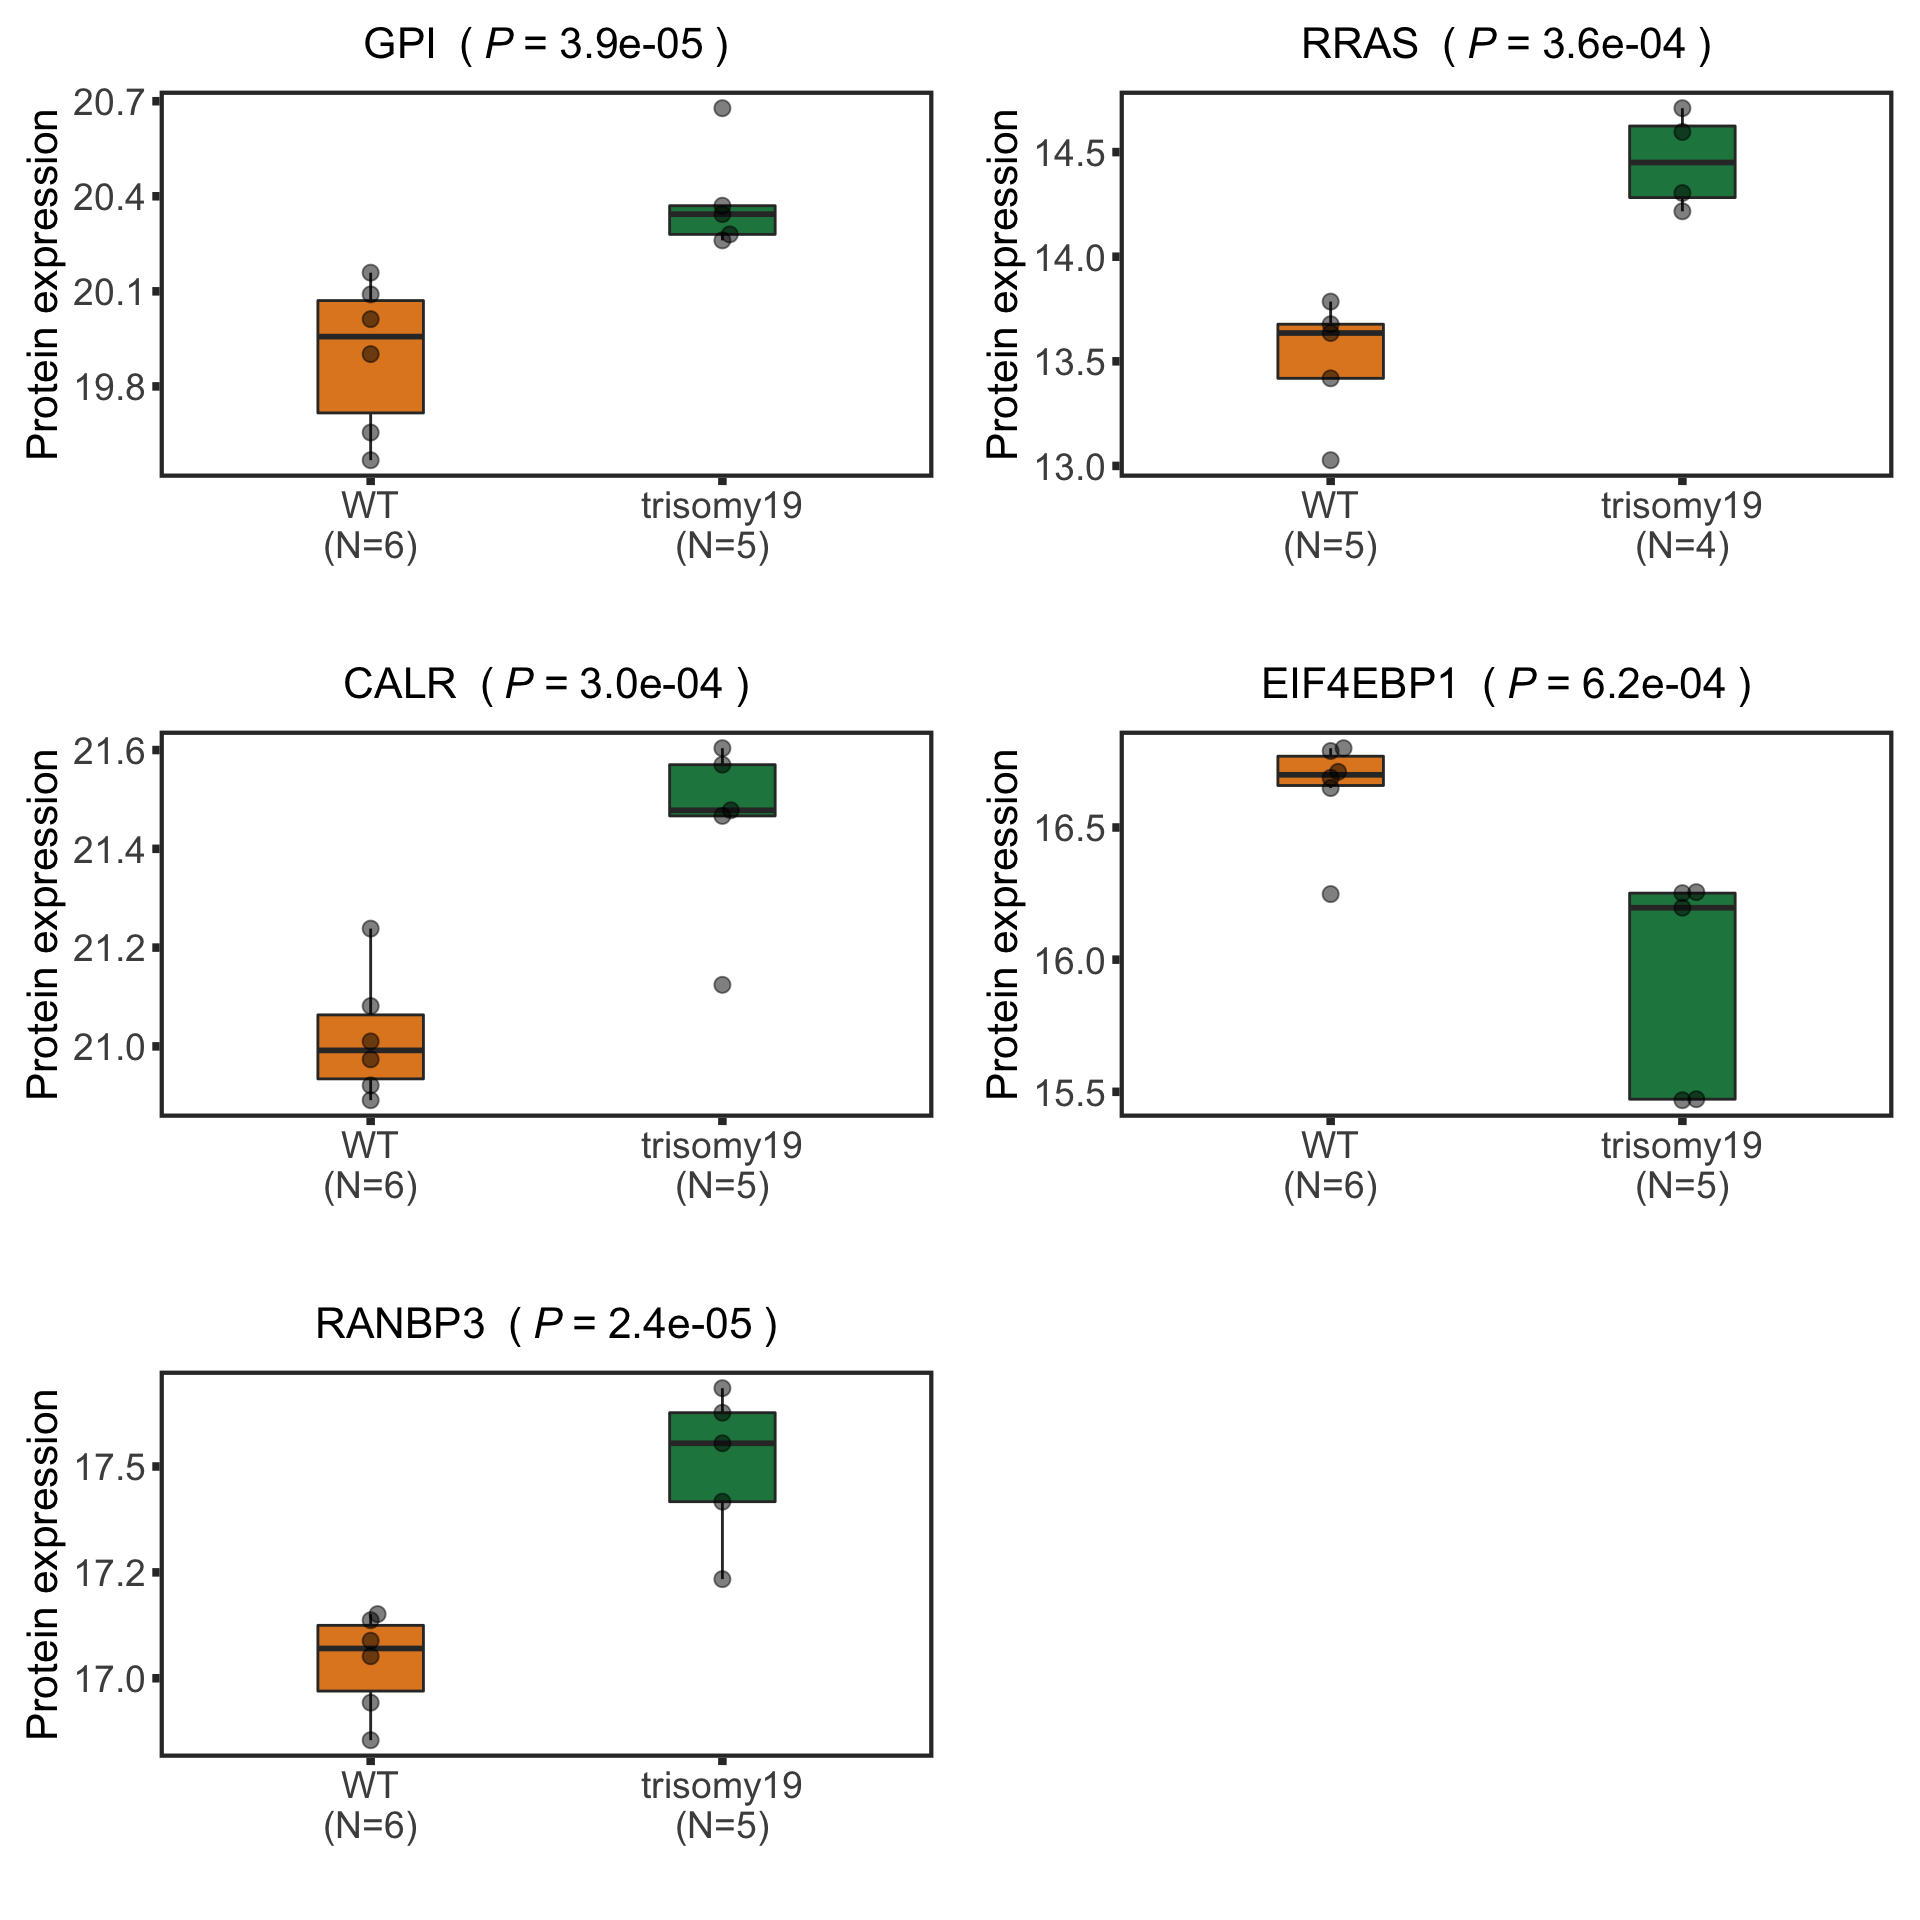 GPI ( P = 3.9e-05 )
Protein expression
20.7
20.4
20.1
19.8
WT
(N=6)
trisomy19
(N=5)
RRAS ( P = 3.6e-04 )
Protein expression
14.5
14.0
13.5
13.0
WT
(N=5)
trisomy19
(N=4)
CALR ( P = 3.0e-04 )
Protein expression
21.6
21.4
21.2
21.0
WT
(N=6)
trisomy19
(N=5)
EIF4EBP1 ( P = 6.2e-04 )
Protein expression
16.5
16.0
15.5
WT
(N=6)
trisomy19
(N=5)
RANBP3 ( P = 2.4e-05 )
Protein expression
17.5
17.2
17.0
WT
(N=6)
trisomy19
(N=5)